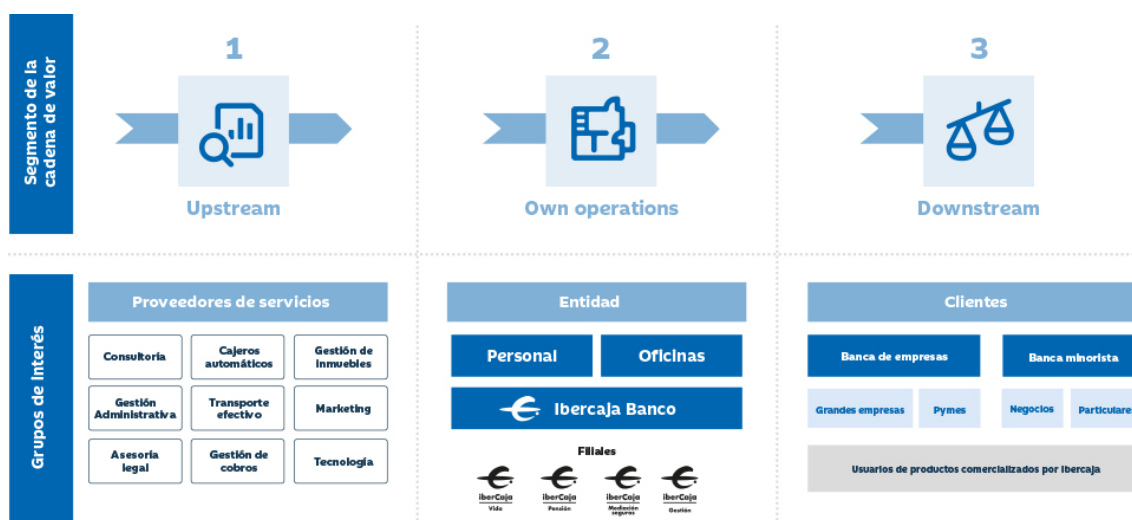 Segmento de la
cadena de valor
1
2
3
Upstream
Own operations
Downstream
Grupos de Interés
Proveedores de servicios
Consultoría
Cajeros
automáticos
Gestión de
inmuebles
Gestión
Administrativa
Transporte
efectivo
Marketing
Asesoría
legal
Gestión de
cobros
Tecnología
Entidad
Personal
Oficinas
Ibercaja Banco
Filiales
iberCaja
Vida
iberCaja
Pensión
iberCaja
Mediación
seguros
iberCaja
Gestión
Clientes
Banca de empresas
Banca minorista
Grandes empresas
Pymes
Negocios
Particulares
Usuarios de productos comercializados por Ibercaja